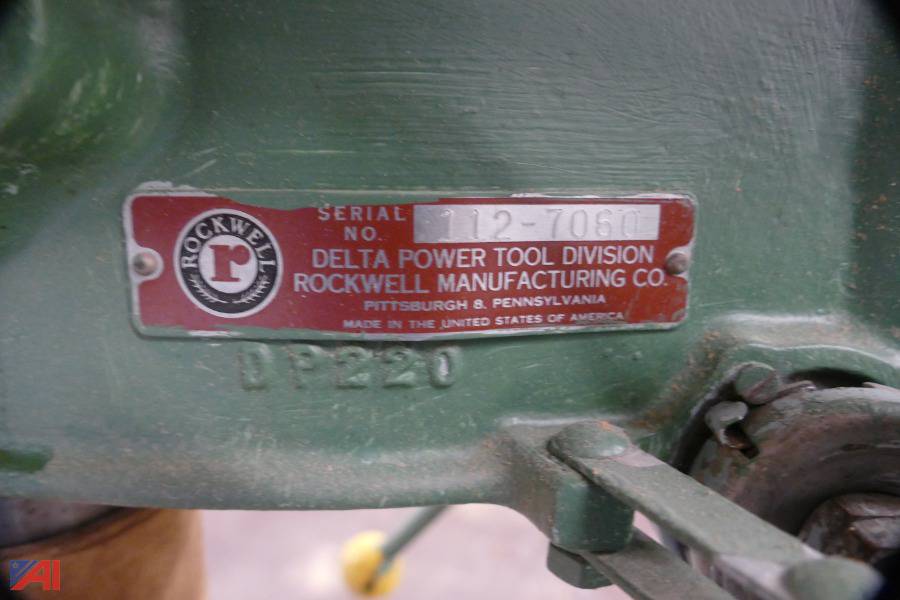 ROCKWELL
r
SERIAL NO. 112-7060
DELTA POWER TOOL DIVISION
ROCKWELL MANUFACTURING CO.
PITTSBURGH 8, PENNSYLVANIA
MADE IN THE UNITED STATES OF AMERICA
DP220
AI